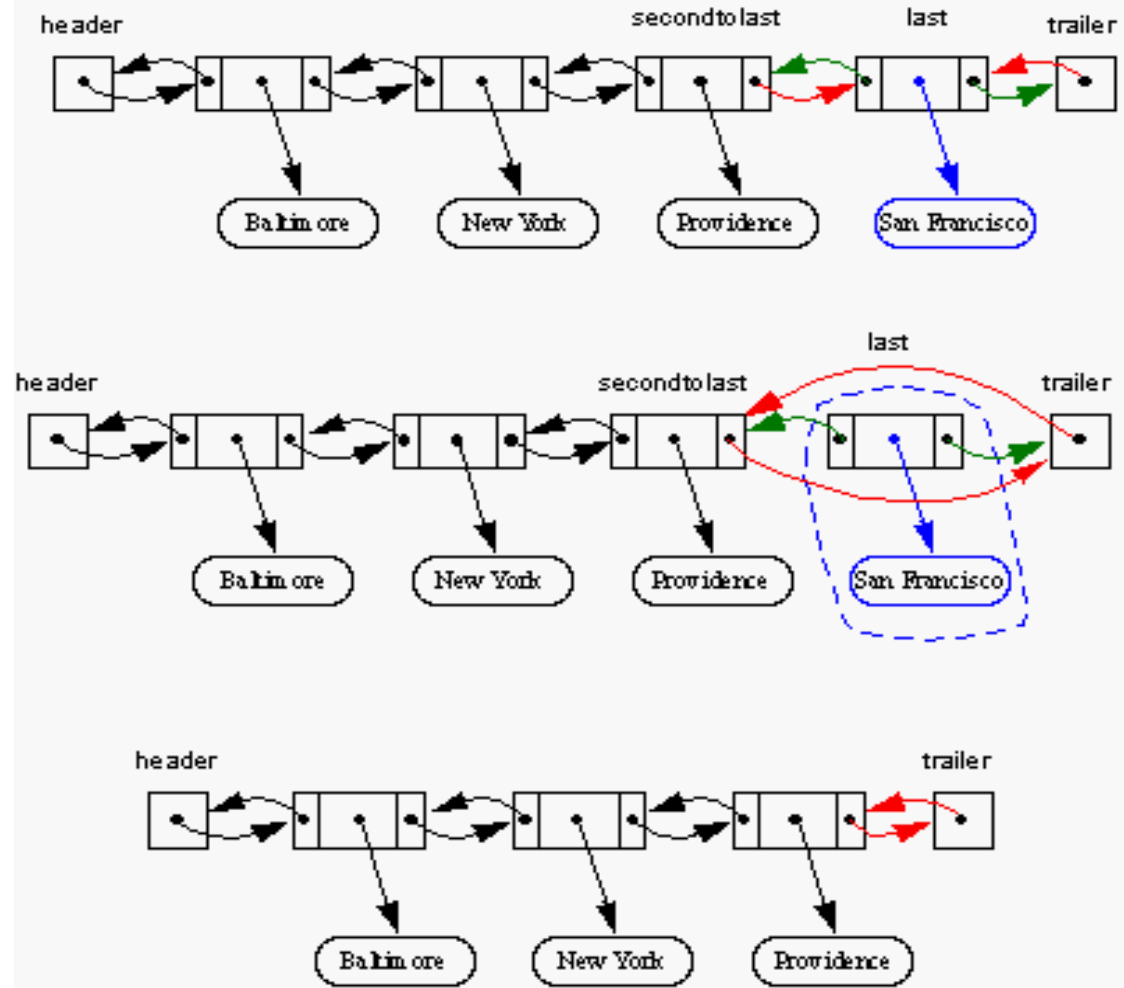 header
secondtolast
last
trailer
Baltimore
New York
Providence
San Francisco
last
header
secondtolast
trailer
Baltimore
New York
Providence
San Francisco
header
trailer
Baltimore
New York
Providence